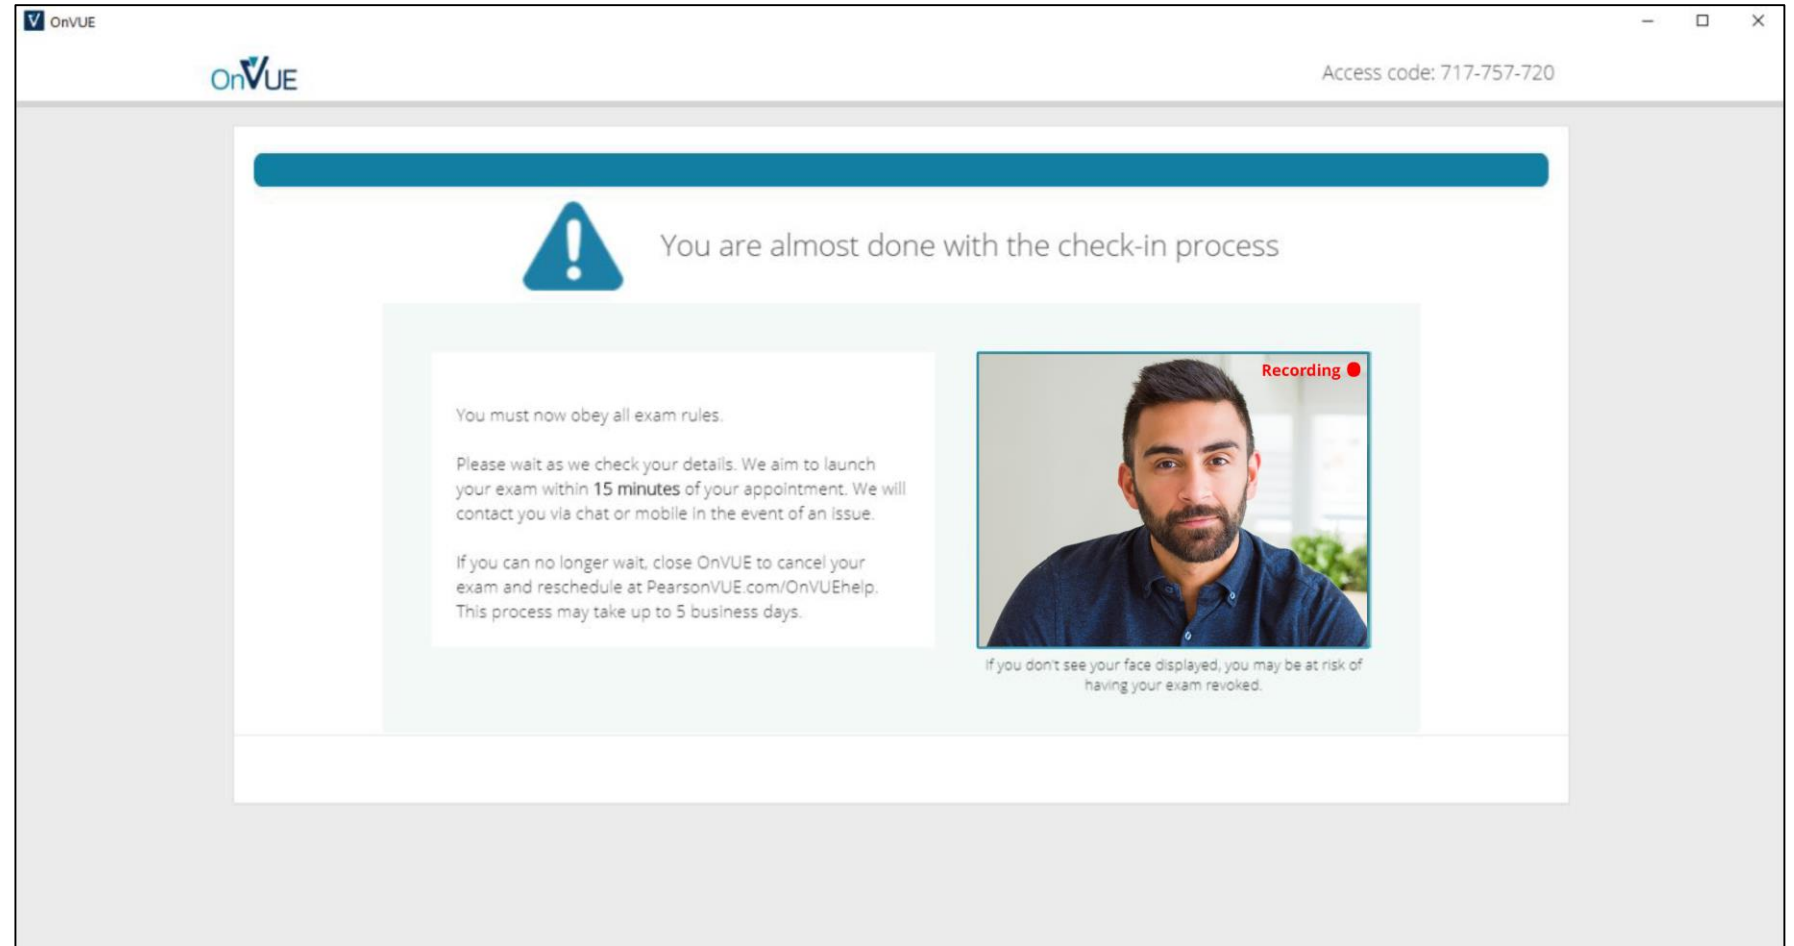 OnVUE
OnVUE
Access code: 717-757-720
You are almost done with the check-in process
You must now obey all exam rules.
Please wait as we check your details. We aim to launch
your exam within 15 minutes of your appointment. We will
contact you via chat or mobile in the event of an issue.
If you can no longer wait, close OnVUE to cancel your
exam and reschedule at PearsonVUE.com/OnVUEhelp.
This process may take up to 5 business days.
Recording
If you don't see your face displayed, you may be at risk of
having your exam revoked.